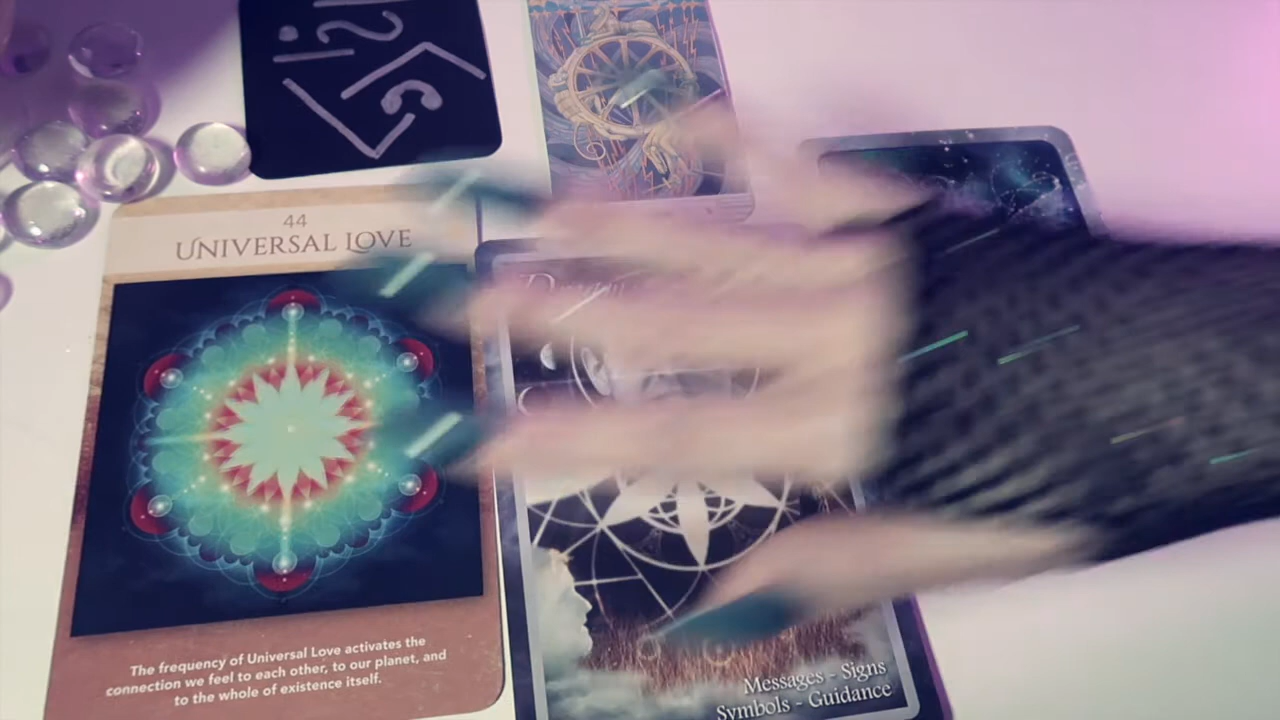 44
UNIVERSAL LOVE
The frequency of Universal Love activates the
connection we feel to each other, to our planet, and
to the whole of existence itself.
Messages - Signs
Symbols - Guidance